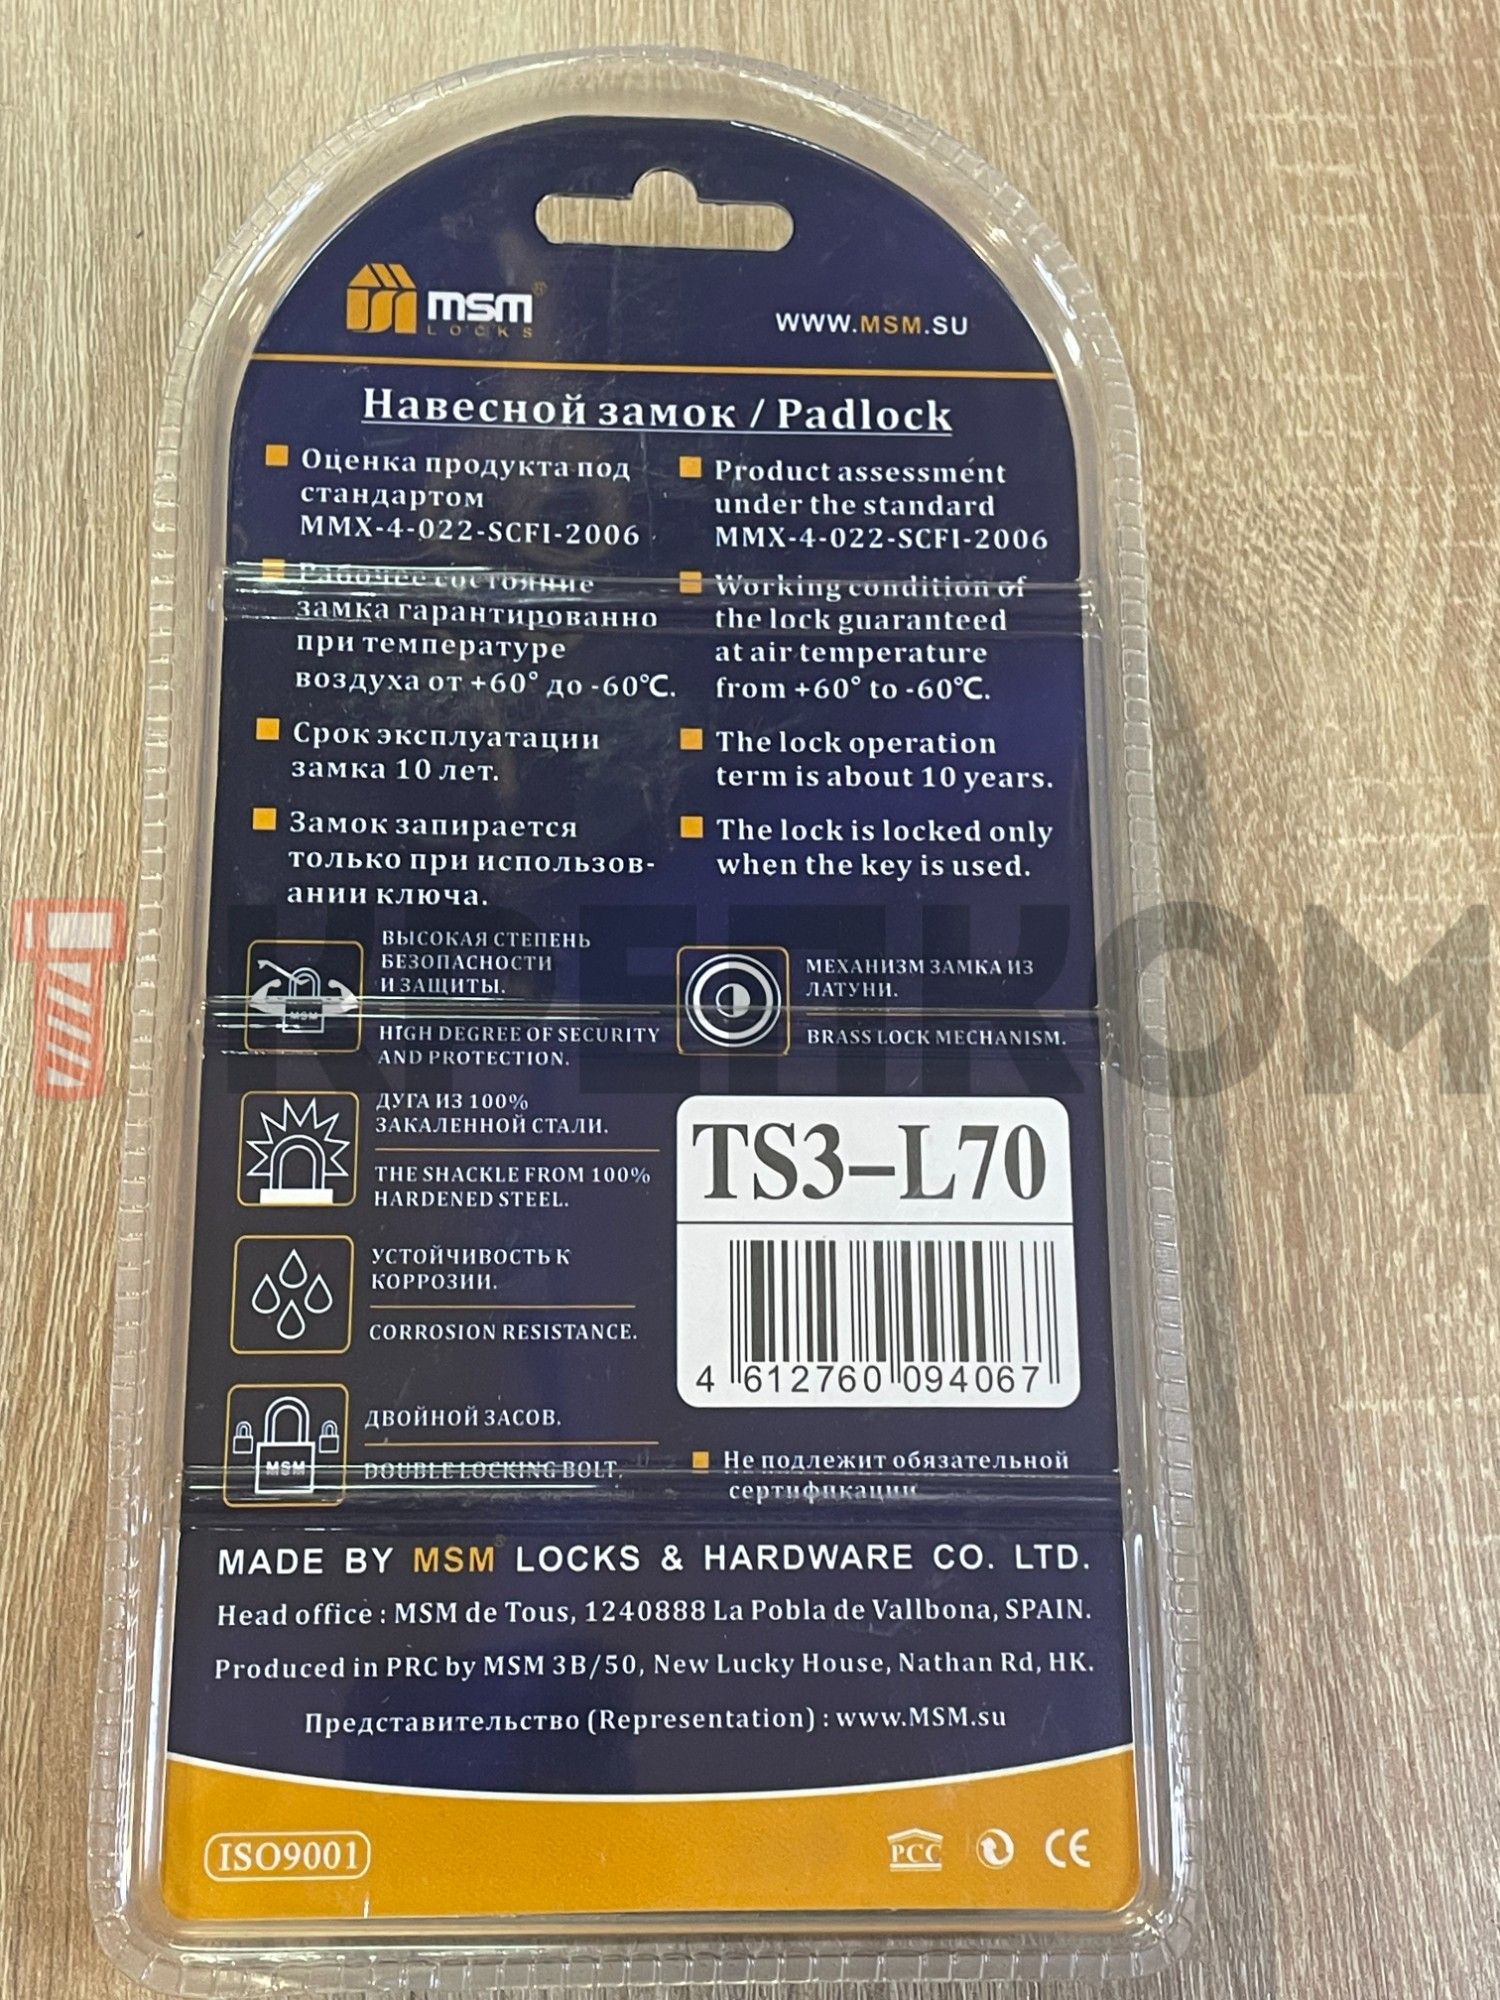 msm®
LOCKS
WWW.MSM.SU
Навесной замок / Padlock
Оценка продукта под
стандартом
MMX-4-022-SCFI-2006
Рабочее состояние
замка гарантированно
при температуре
воздуха от +60° до -60℃.
Срок эксплуатации
замка 10 лет.
Замок запирается
только при использов-
ании ключа.
Product assessment
under the standard
MMX-4-022-SCFI-2006
Working condition of
the lock guaranteed
at air temperature
from +60° to -60℃.
The lock operation
term is about 10 years.
The lock is locked only
when the key is used.
КРЕПКОМ
MSM
ВЫСОКАЯ СТЕПЕНЬ
БЕЗОПАСНОСТИ
И ЗАЩИТЫ.
HIGH DEGREE OF SECURITY
AND PROTECTION.
МЕХАНИЗМ ЗАМКА ИЗ
ЛАТУНИ.
BRASS LOCK MECHANISM.
ДУГА ИЗ 100%
ЗАКАЛЕННОЙ СТАЛИ.
THE SHACKLE FROM 100%
HARDENED STEEL.
УСТОЙЧИВОСТЬ К
КОРРОЗИИ.
CORROSION RESISTANCE.
MSM
ДВОЙНОЙ ЗАСОВ.
DOUBLE LOCKING BOLT.
TS3-L70
4 612760 094067
Не подлежит обязательной
сертификации
MADE BY MSM® LOCKS & HARDWARE CO. LTD.
Head office : MSM de Tous, 1240888 La Pobla de Vallbona, SPAIN.
Produced in PRC by MSM 3B/50, New Lucky House, Nathan Rd, HK.
Представительство (Representation) : www.MSM.su
ISO9001
PCC
CE